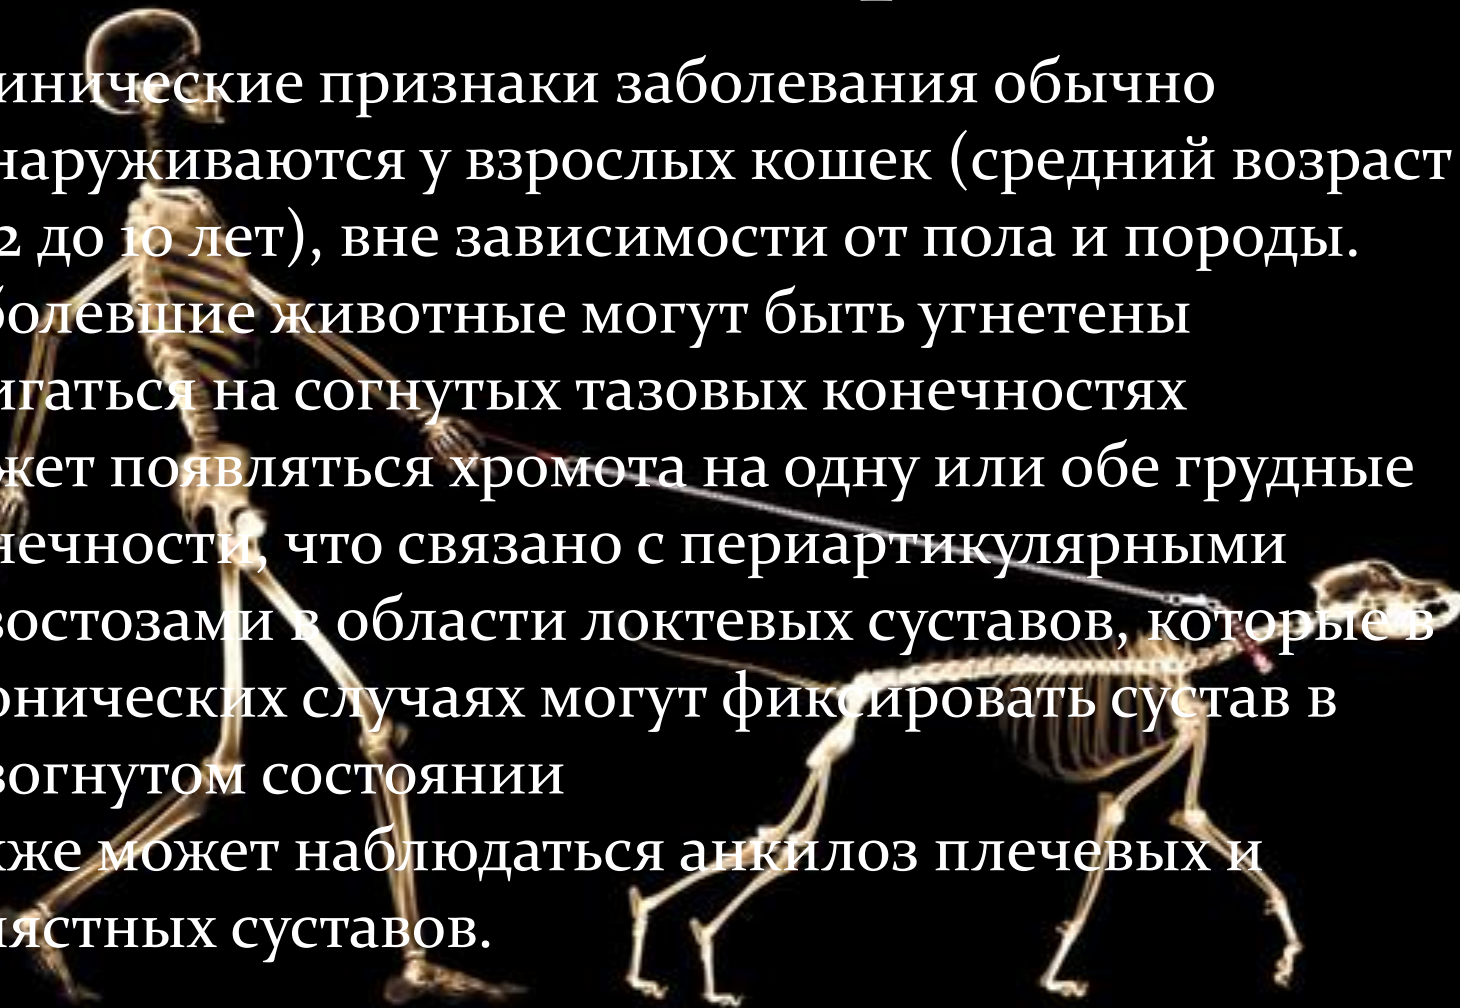 инические признаки заболевания обычно
наруживаются у взрослых кошек (средний возраст
2 до 10 лет), вне зависимости от пола и породы.
болевшие животные могут быть угнетены
игаться на согнутых тазовых конечностях
жет появляться хромота на одну или обе грудные
нечности, что связано с периартикулярными
зостозами в области локтевых суставов, которые в
онических случаях могут фиксировать сустав в
зогнутом состоянии
кже может наблюдаться анкилоз плечевых и
пястных суставов.